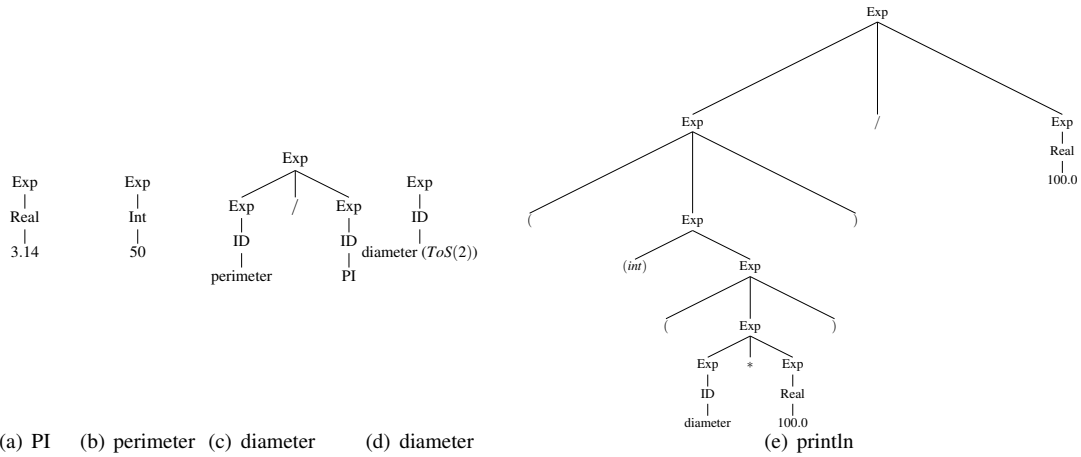 Exp
Exp / Exp
Real
100.0
( Exp )
(int) Exp
( Exp )
Exp * Exp
ID Real
diameter 100.0
Exp
Exp / Exp
ID ID
perimeter PI
Exp
Real
3.14
Exp
Int
50
Exp
ID
diameter (ToS(2))
(a) PI (b) perimeter (c) diameter (d) diameter (e) println